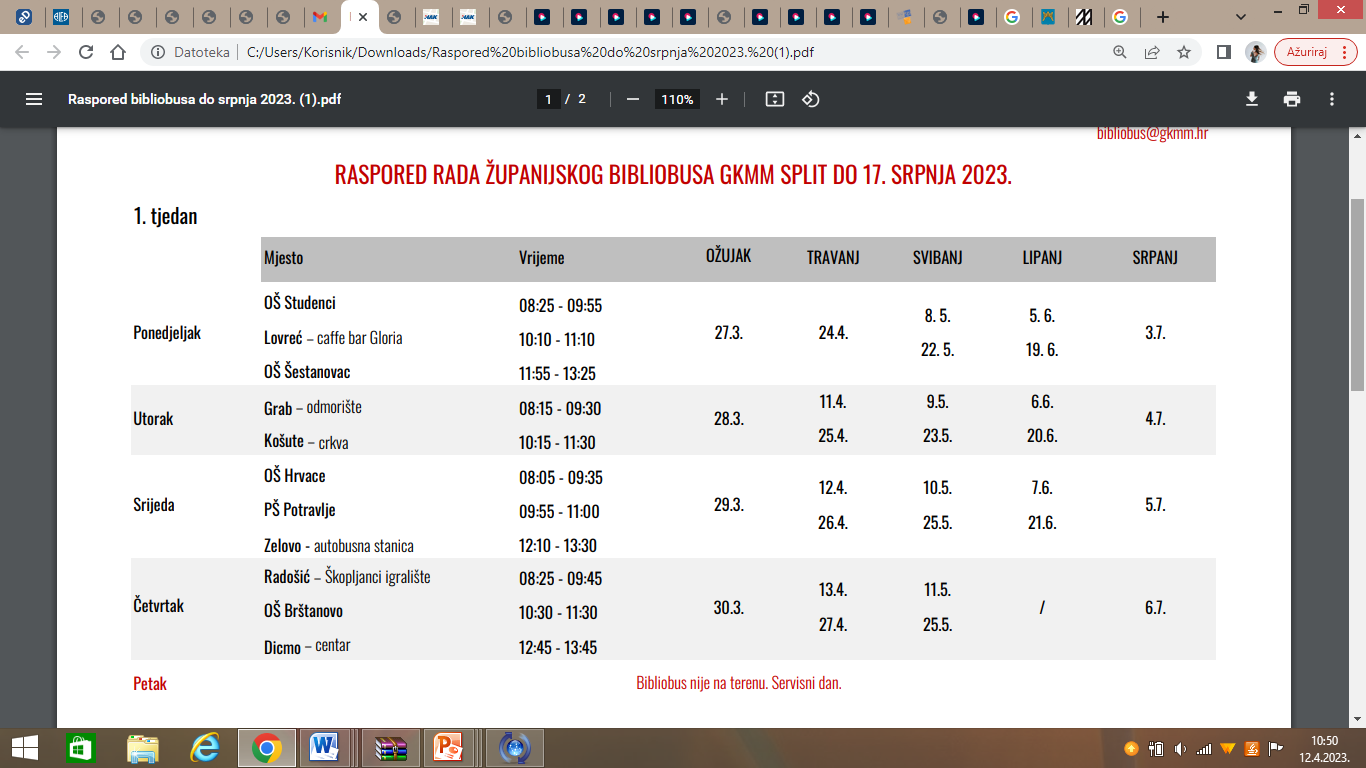 Datoteka C:/Users/Korisnik/Downloads/Raspored%20bibliobusa%20do%20srpnja%202023.%20(1).pdf Ažuriraj
Raspored bibliobusa do srpnja 2023. (1).pdf 1 / 2 110%
bibliobus@gkmm.hr
RASPORED RADA ŽUPANIJSKOG BIBLIOBUSA GKMM SPLIT DO 17. SRPNJA 2023.
1. tjedan
Mjesto Vrijeme OŽUJAK TRAVANJ SVIBANJ LIPANJ SRPANJ
Ponedjeljak
OŠ Studenci 08:25 - 09:55
Lovreć – caffe bar Gloria 10:10 - 11:10
OŠ Šestanovac 11:55 - 13:25
27.3. 24.4. 8. 5. 5. 6. 3.7.
22. 5. 19. 6.
Utorak
Grab – odmorište 08:15 - 09:30
Košute – crkva 10:15 - 11:30
28.3. 11.4. 9.5. 6.6. 4.7.
25.4. 23.5. 20.6.
Srijeda
OŠ Hrvace 08:05 - 09:35
PŠ Potravlje 09:55 - 11:00
Zelovo - autobusna stanica 12:10 - 13:30
29.3. 12.4. 10.5. 7.6. 5.7.
26.4. 25.5. 21.6.
Četvrtak
Radošić – Škopljanci igralište 08:25 - 09:45
OŠ Brštanovo 10:30 - 11:30
Dicmo – centar 12:45 - 13:45
30.3. 13.4. 11.5. / 6.7.
27.4. 25.5.
Petak Bibliobus nije na terenu. Servisni dan.
10:50
12.4.2023.